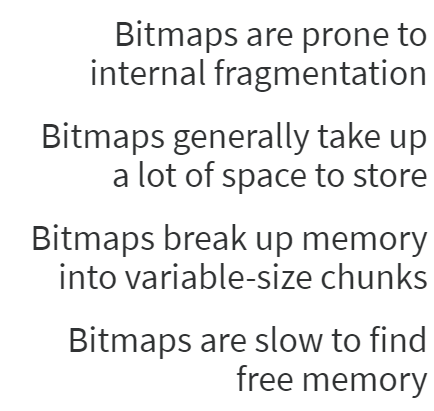 Bitmaps are prone to
internal fragmentation
Bitmaps generally take up
a lot of space to store
Bitmaps break up memory
into variable-size chunks
Bitmaps are slow to find
free memory